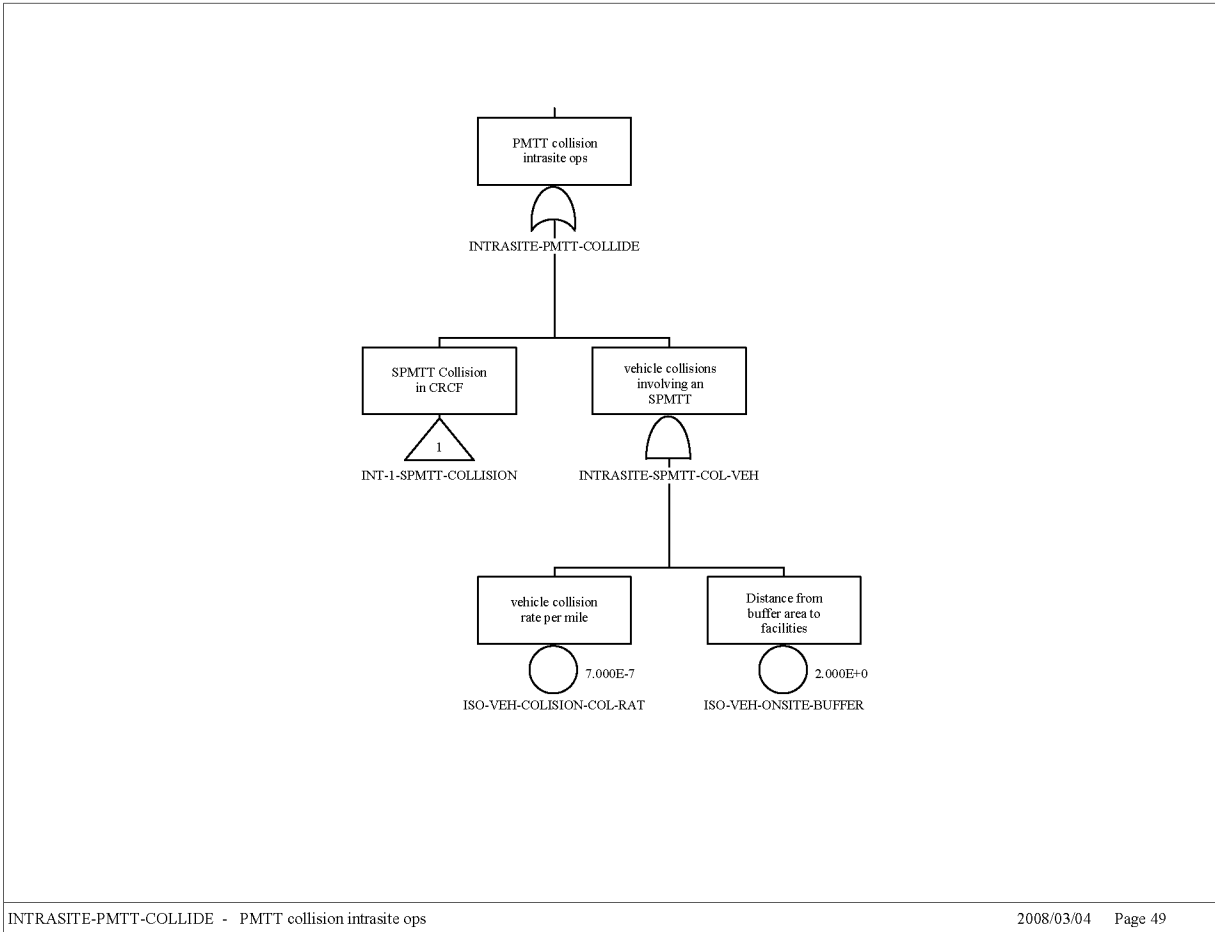 PMTT collision
intrasite ops
INTRASITE-PMTT-COLLIDE
SPMTT Collision
in CRCF
1
INT-1-SPMTT-COLLISION
vehicle collisions
involving an
SPMTT
INTRASITE-SPMTT-COL-VEH
vehicle collision
rate per mile
7.000E-7
ISO-VEH-COLISION-COL-RAT
Distance from
buffer area to
facilities
2.000E+0
ISO-VEH-ONSITE-BUFFER
INTRASITE-PMTT-COLLIDE - PMTT collision intrasite ops
2008/03/04 Page 49